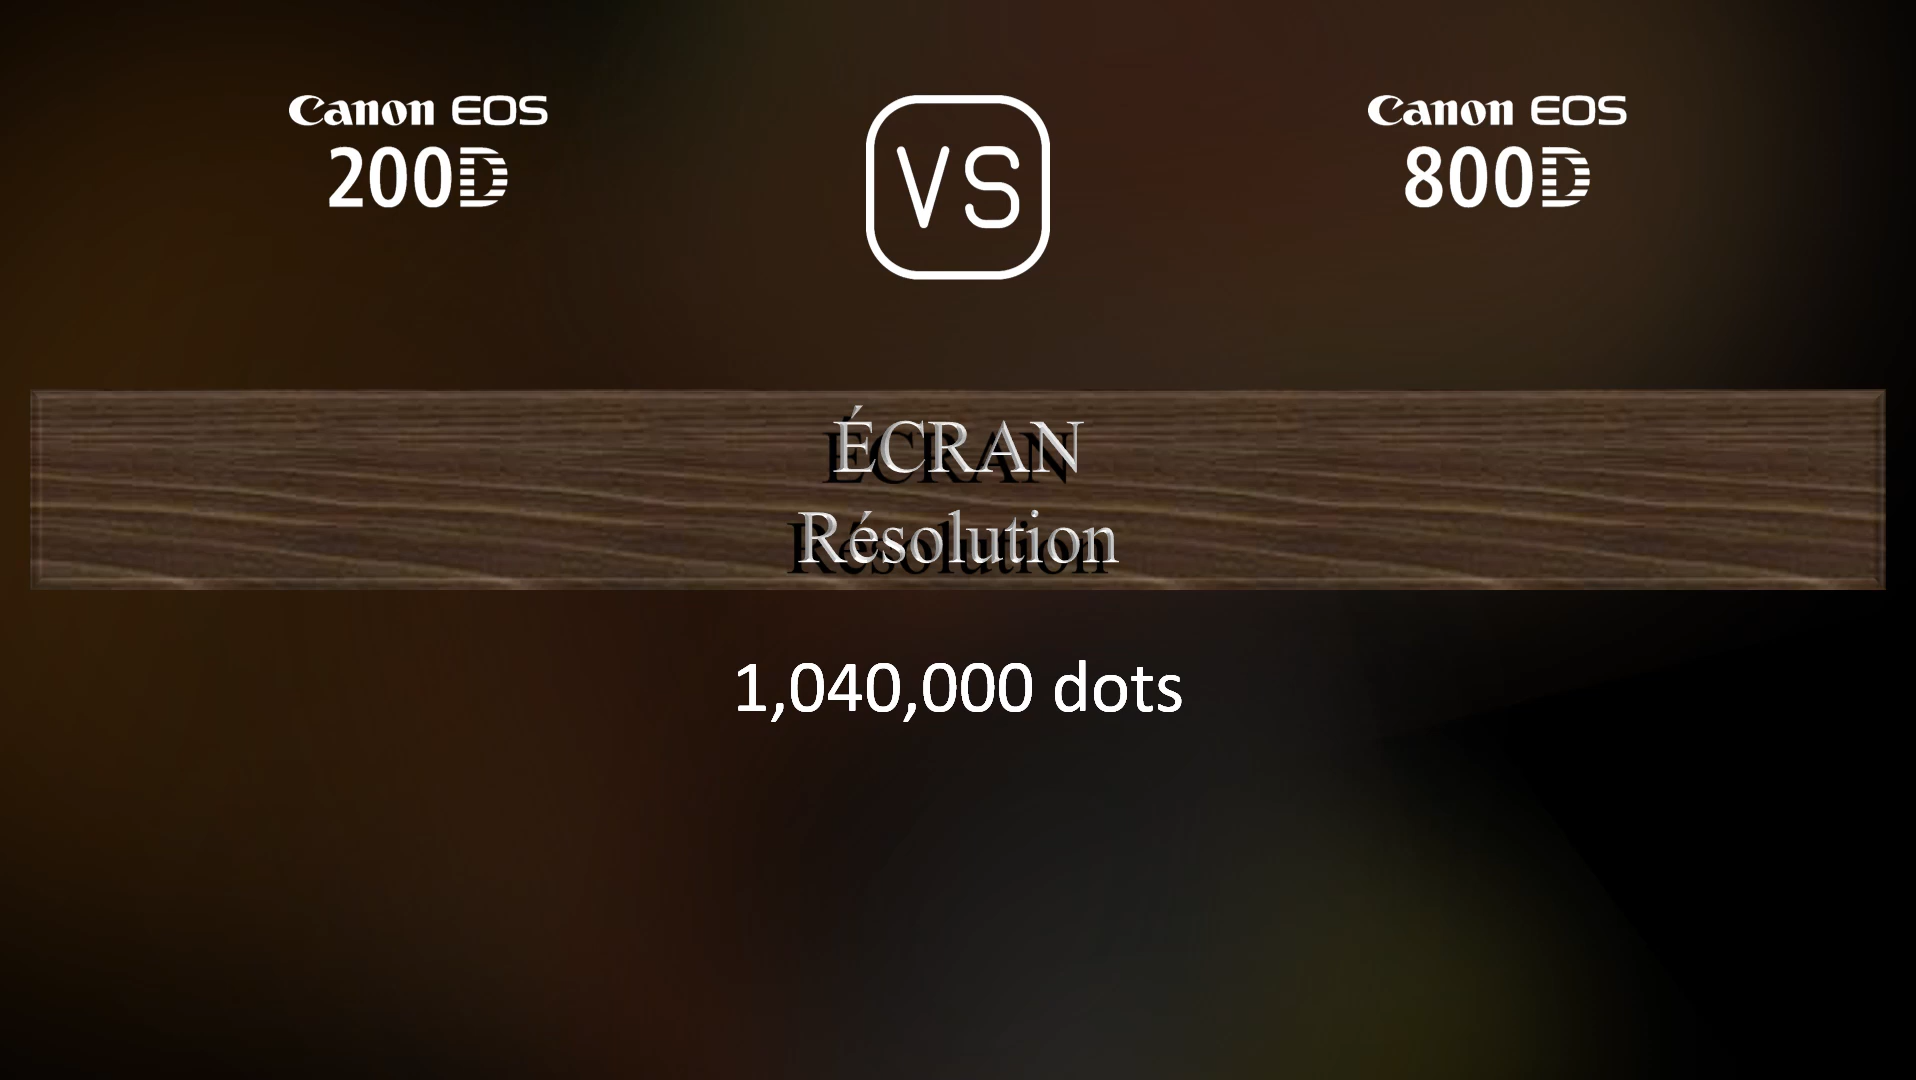 Canon EOS
200D
VS
Canon EOS
800D
ÉCRAN
Résolution
1,040,000 dots